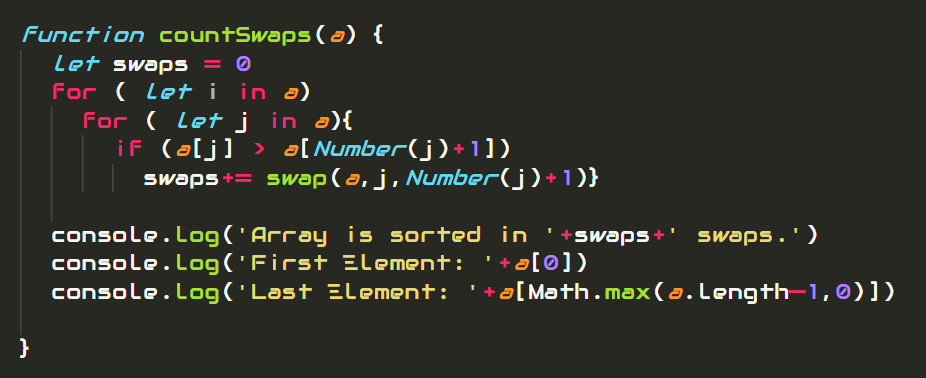 function countSwaps(a) {
let swaps = 0
for ( let i in a)
for ( let j in a){
if (a[j] > a[Number(j)+1])
swaps+= swap(a,j,Number(j)+1)}
console.log('Array is sorted in '+swaps+' swaps.')
console.log('First Element: '+a[0])
console.log('Last Element: '+a[Math.max(a.length-1,0)])
}